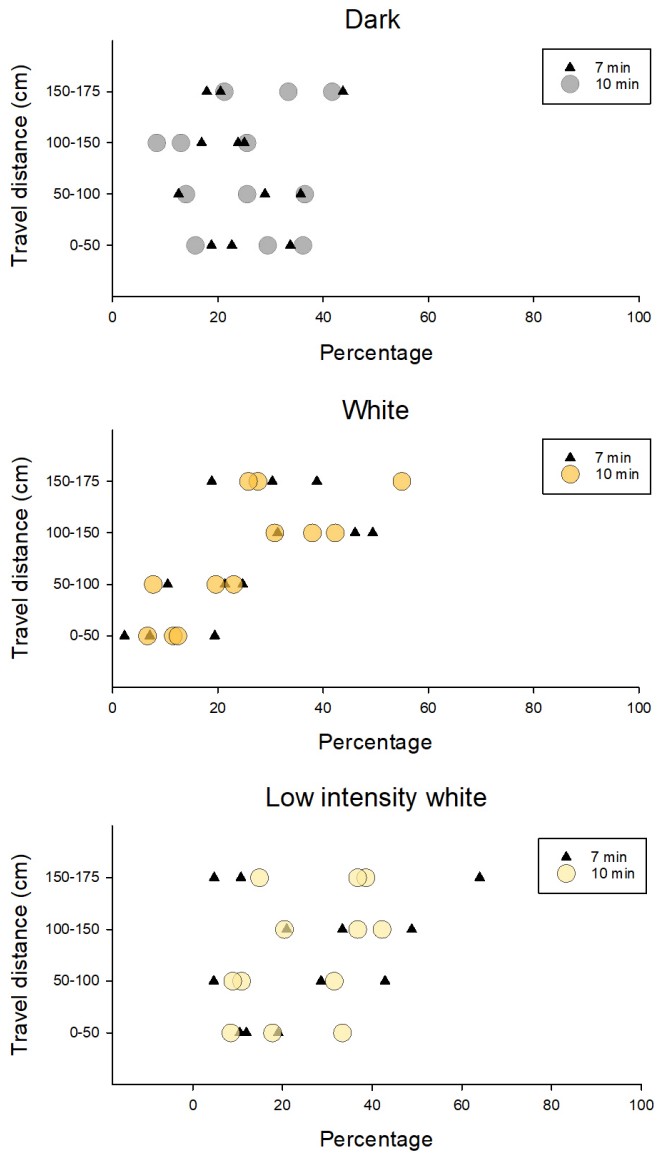 Dark
Travel distance (cm)
7 min
10 min
150-175
100-150
50-100
0-50
0 20 40 60 80 100
Percentage
White
Travel distance (cm)
7 min
10 min
150-175
100-150
50-100
0-50
0 20 40 60 80 100
Percentage
Low intensity white
Travel distance (cm)
7 min
10 min
150-175
100-150
50-100
0-50
0 20 40 60 80 100
Percentage